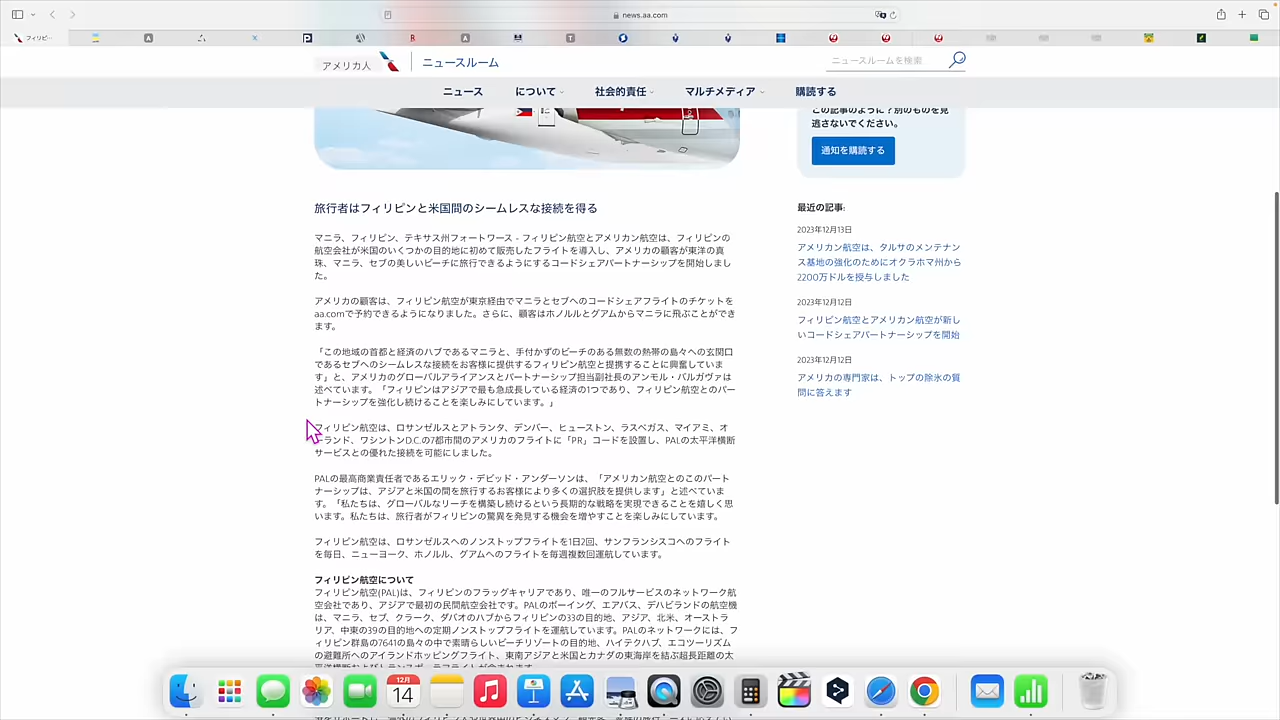 news.aa.com
フィリピ…
アメリカ人
ニュースルーム
ニュースルームを検索
ニュース
について
社会的責任
マルチメディア
購読する
この記事のように？別のものを見
逃さないでください。
通知を購読する
旅行者はフィリピンと米国間のシームレスな接続を得る
マニラ、フィリピン、テキサス州フォートワース - フィリピン航空とアメリカン航空は、フィリピンの
航空会社が米国のいくつかの目的地に初めて販売したフライトを導入し、アメリカの顧客が東洋の真
珠、マニラ、セブの美しいビーチに旅行できるようにするコードシェアパートナーシップを開始しまし
た。
アメリカの顧客は、フィリピン航空が東京経由でマニラとセブへのコードシェアフライトのチケットを
aa.comで予約できるようになりました。さらに、顧客はホノルルとグアムからマニラに飛ぶことができ
ます。
「この地域の首都と経済のハブであるマニラと、手付かずのビーチのある無数の熱帯の島々への玄関口
であるセブへのシームレスな接続をお客様に提供するフィリピン航空と提携することに興奮していま
す」と、アメリカのグローバルアライアンスとパートナーシップ担当副社長のアンモル・バルガヴァは
述べています。「フィリピンはアジアで最も急成長している経済の1つであり、フィリピン航空とのパー
トナーシップを強化し続けることを楽しみにしています。」
フィリピン航空は、ロサンゼルスとアトランタ、デンバー、ヒューストン、ラスベガス、マイアミ、オ
ーランド、ワシントンD.C.の7都市間のアメリカのフライトに「PR」コードを設置し、PALの太平洋横断
サービスとの優れた接続を可能にしました。
PALの最高商業責任者であるエリック・デビッド・アンダーソンは、「アメリカン航空とのこのパート
ナーシップは、アジアと米国の間を旅行するお客様により多くの選択肢を提供します」と述べていま
す。「私たちは、グローバルなリーチを構築し続けるという長期的な戦略を実現できることを嬉しく思
います。私たちは、旅行者がフィリピンの驚異を発見する機会を増やすことを楽しみにしています。
フィリピン航空は、ロサンゼルスへのノンストップフライトを1日2回、サンフランシスコへのフライト
を毎日、ニューヨーク、ホノルル、グアムへのフライトを毎週複数回運航しています。
フィリピン航空について
フィリピン航空(PAL)は、フィリピンのフラッグキャリアであり、唯一のフルサービスのネットワーク航
空会社であり、アジアで最初の民間航空会社です。PALのボーイング、エアバス、デハビランドの航空機
は、マニラ、セブ、クラーク、ダバオのハブからフィリピンの33の目的地、アジア、北米、オーストラ
リア、中東の39の目的地への定期ノンストップフライトを運航しています。PALのネットワークには、フ
ィリピン群島の7641の島々の中で素晴らしいビーチリゾートの目的地、ハイテクハブ、エコツーリズム
の避難所へのアイランドホッピングフライト、東南アジアと米国とカナダの東海岸を結ぶ超長距離の太
平洋横断およびトランスポーラフライトが含まれます。
最近の記事:
2023年12月13日
アメリカン航空は、タルサのメンテナン
ス基地の強化のためにオクラホマ州から
2200万ドルを授与しました
2023年12月12日
フィリピン航空とアメリカン航空が新し
いコードシェアパートナーシップを開始
2023年12月12日
アメリカの専門家は、トップの除氷の質
問に答えます
12月
14